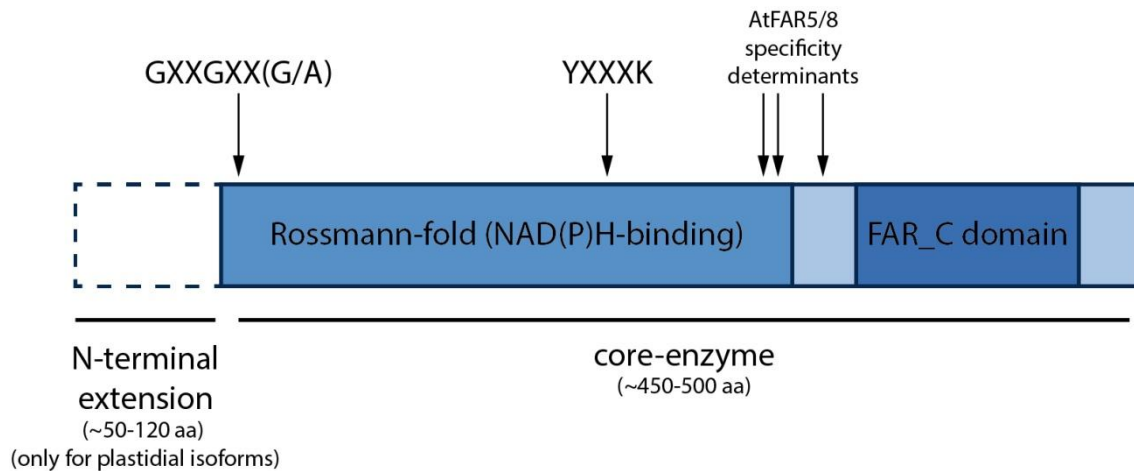 AtFAR5/8
specificity
determinants
GXXGXX(G/A)
YXXXK
Rossmann-fold (NAD(P)H-binding)
FAR_C domain
N-terminal
extension
(~50-120 aa)
(only for plastidial isoforms)
core-enzyme
(~450-500 aa)